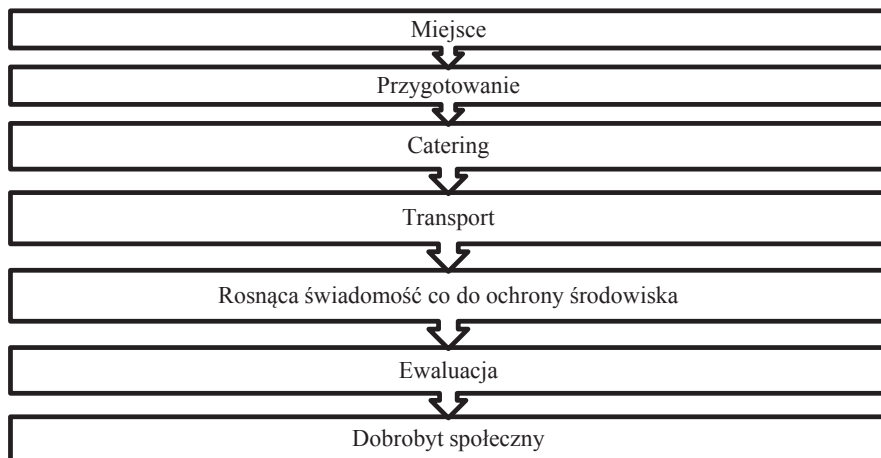 Miejsce
Przygotowanie
Catering
Transport
Rosnąca świadomość co do ochrony środowiska
Ewaluacja
Dobrobyt społeczny